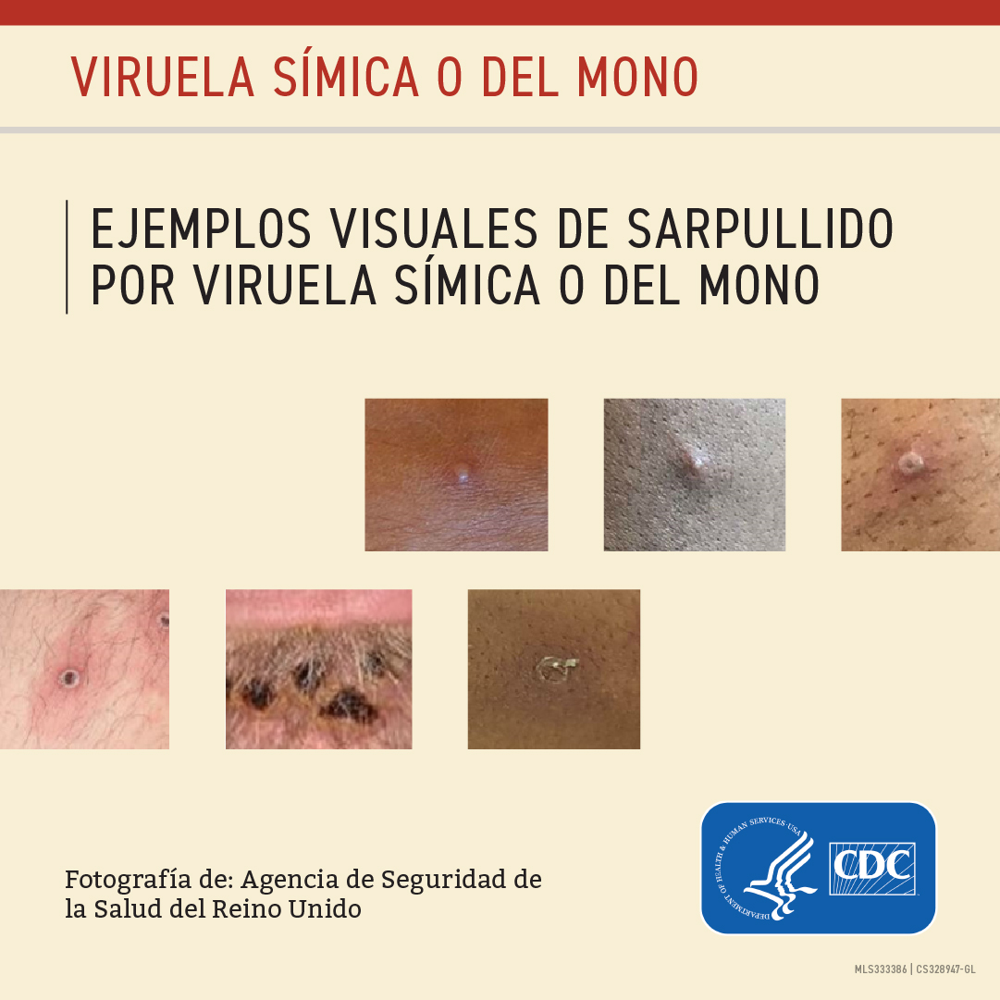 VIRUELA SÍMICA O DEL MONO
EJEMPLOS VISUALES DE SARPULLIDO
POR VIRUELA SÍMICA O DEL MONO
Fotografía de: Agencia de Seguridad de
la Salud del Reino Unido
DEPARTMENT OF HEALTH & HUMAN SERVICES·USA
CDC
MLS333386 | CS328947-GL